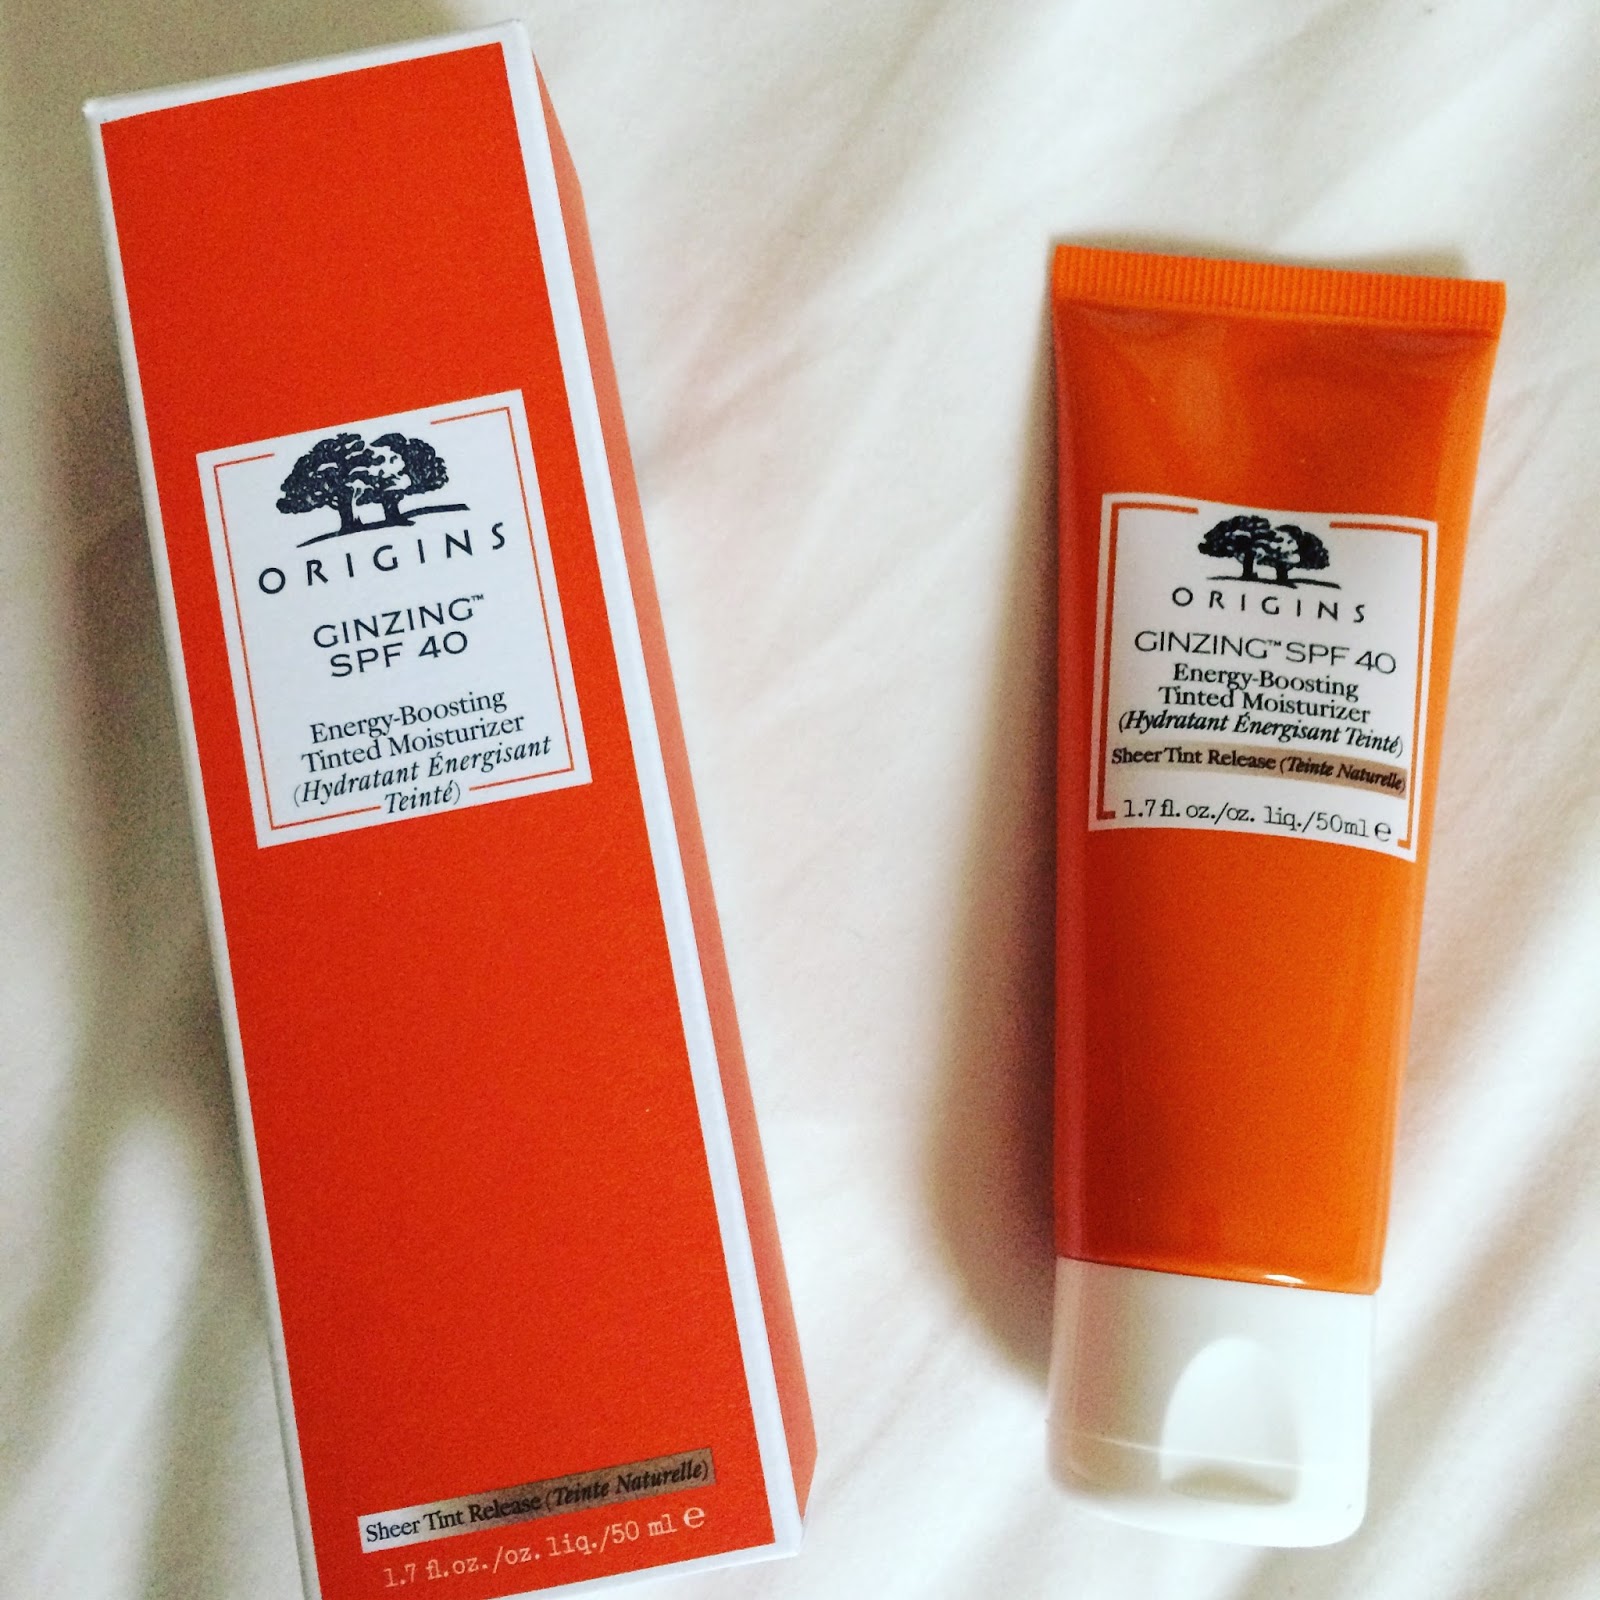 ORIGINS
GINZING™
SPF 40
Energy-Boosting
Tinted Moisturizer
(Hydratant Énergisant
Teinté)
Sheer Tint Release (Teinte Naturelle)
1.7 fl.oz./oz. liq./50 ml e
ORIGINS
GINZING™ SPF 40
Energy-Boosting
Tinted Moisturizer
(Hydratant Énergisant Teinté)
Sheer Tint Release (Teinte Naturelle)
1.7 fl. oz./oz. liq./50ml e